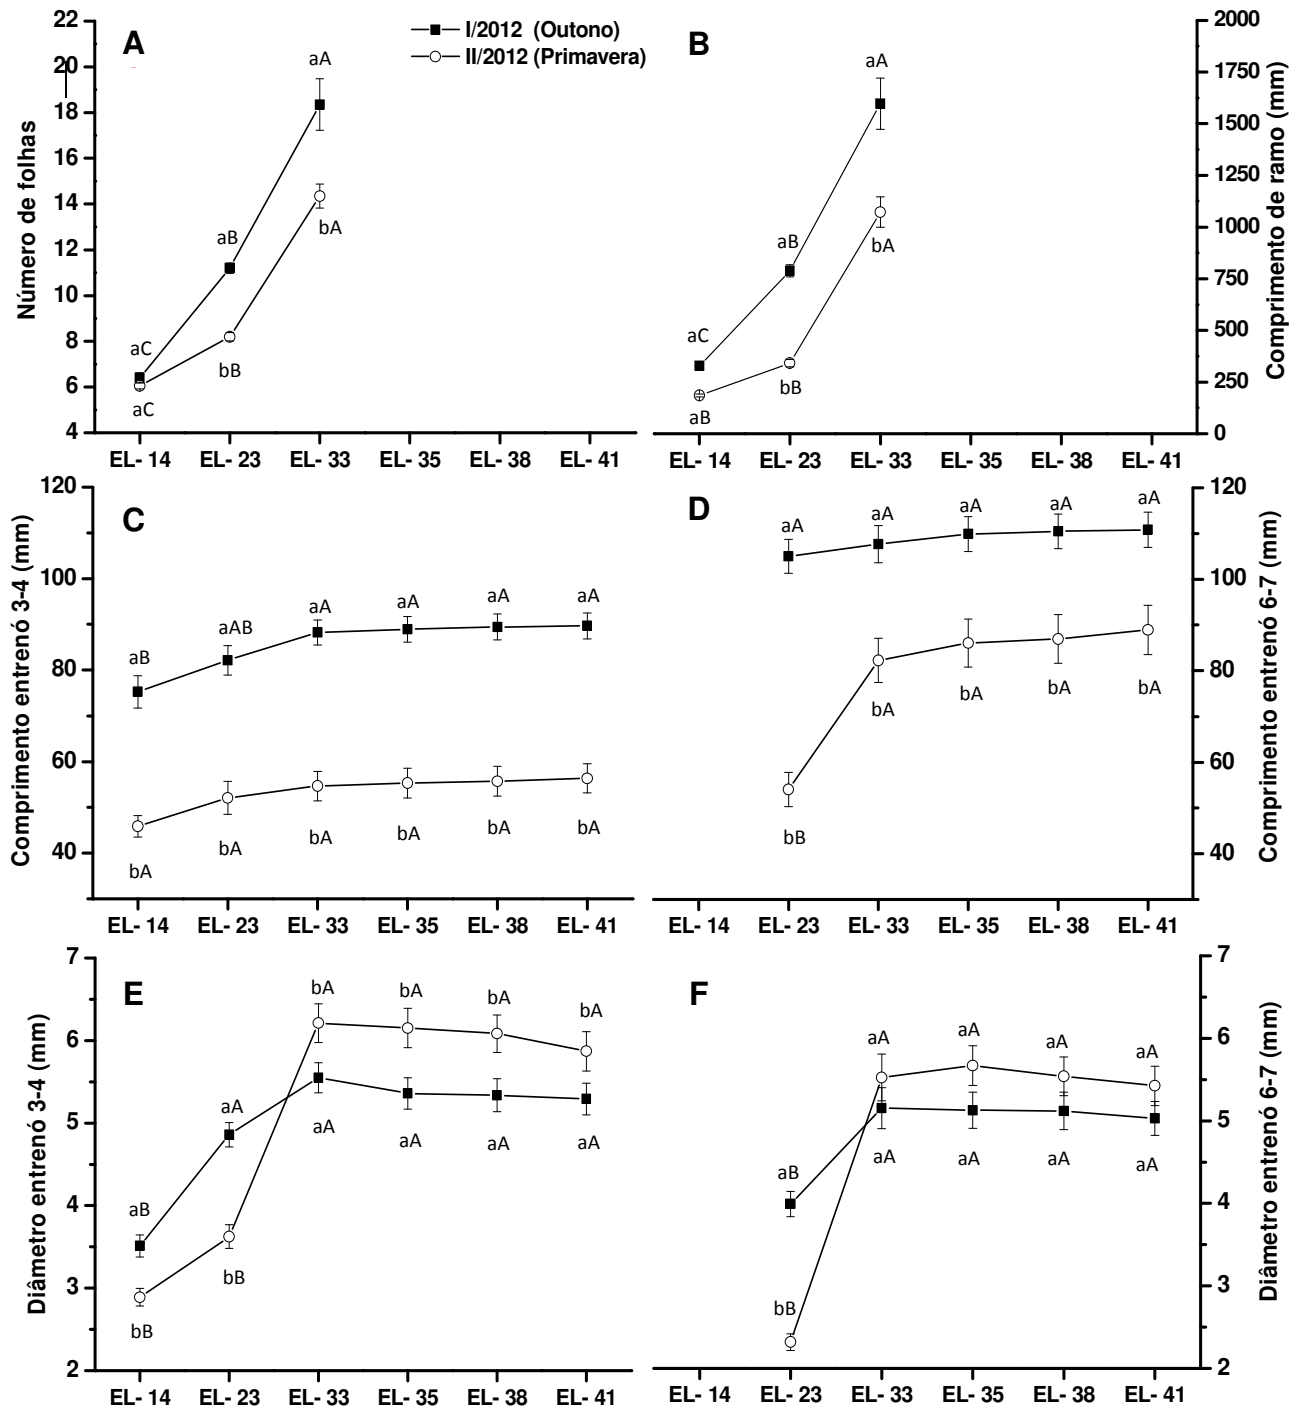 A
I/2012 (Outono)
II/2012 (Primavera)
Número de folhas
22
20
18
16
14
12
10
8
6
4
aC
aB
aA
aC
bB
bA
EL- 14 EL- 23 EL- 33 EL- 35 EL- 38 EL- 41
B
Comprimento de ramo (mm)
2000
1750
1500
1250
1000
750
500
250
0
aC
aB
aA
aB
bB
bA
EL- 14 EL- 23 EL- 33 EL- 35 EL- 38 EL- 41
C
Comprimento entrenó 3-4 (mm)
120
100
80
60
40
aB aAB aA aA aA aA
bA bA bA bA bA bA
EL- 14 EL- 23 EL- 33 EL- 35 EL- 38 EL- 41
D
Comprimento entrenó 6-7 (mm)
120
100
80
60
40
aA aA aA aA aA
bB bA bA bA bA
EL- 14 EL- 23 EL- 33 EL- 35 EL- 38 EL- 41
E
Diâmetro entrenó 3-4 (mm)
7
6
5
4
3
2
bA bA bA bA
aB aA aA aA aA aA
bB bB
EL- 14 EL- 23 EL- 33 EL- 35 EL- 38 EL- 41
F
Diâmetro entrenó 6-7 (mm)
7
6
5
4
3
2
aA aA aA aA
aB aA aA aA aA
bB
EL- 14 EL- 23 EL- 33 EL- 35 EL- 38 EL- 41